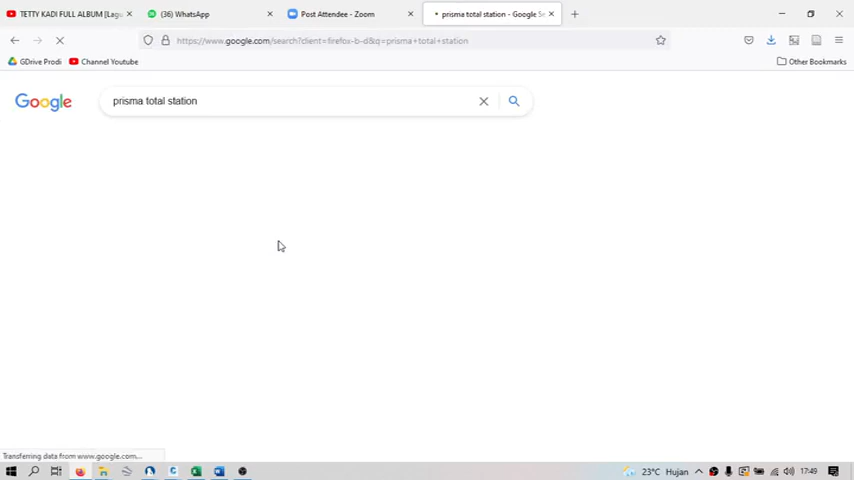 TETTY KADI FULL ALBUM [Lagu
(36) WhatsApp
Post Attendee - Zoom
prisma total station - Google Se
https://www.google.com/search?client=firefox-b-d&q=prisma+total+station
GDrive Prodi
Channel Youtube
Other Bookmarks
Google
prisma total station
Transferring data from www.google.com...
23°C Hujan
17:49